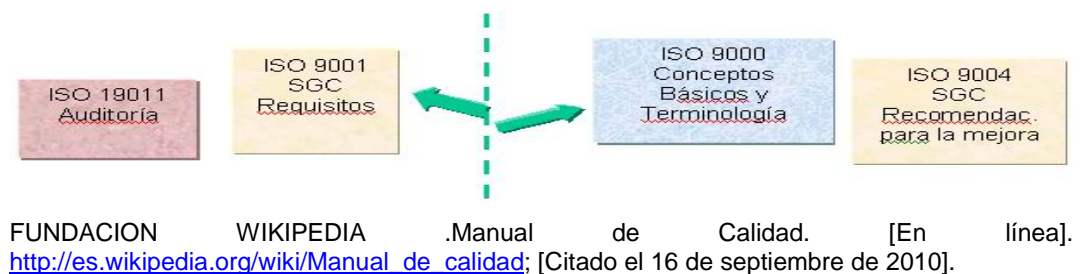 ISO 19011
Auditoría
ISO 9001
SGC
Requisitos
ISO 9000
Conceptos
Básicos y
Terminología
ISO 9004
SGC
Recomendac.
para la mejora
FUNDACION WIKIPEDIA .Manual de Calidad. [En línea].
http://es.wikipedia.org/wiki/Manual_de_calidad; [Citado el 16 de septiembre de 2010].